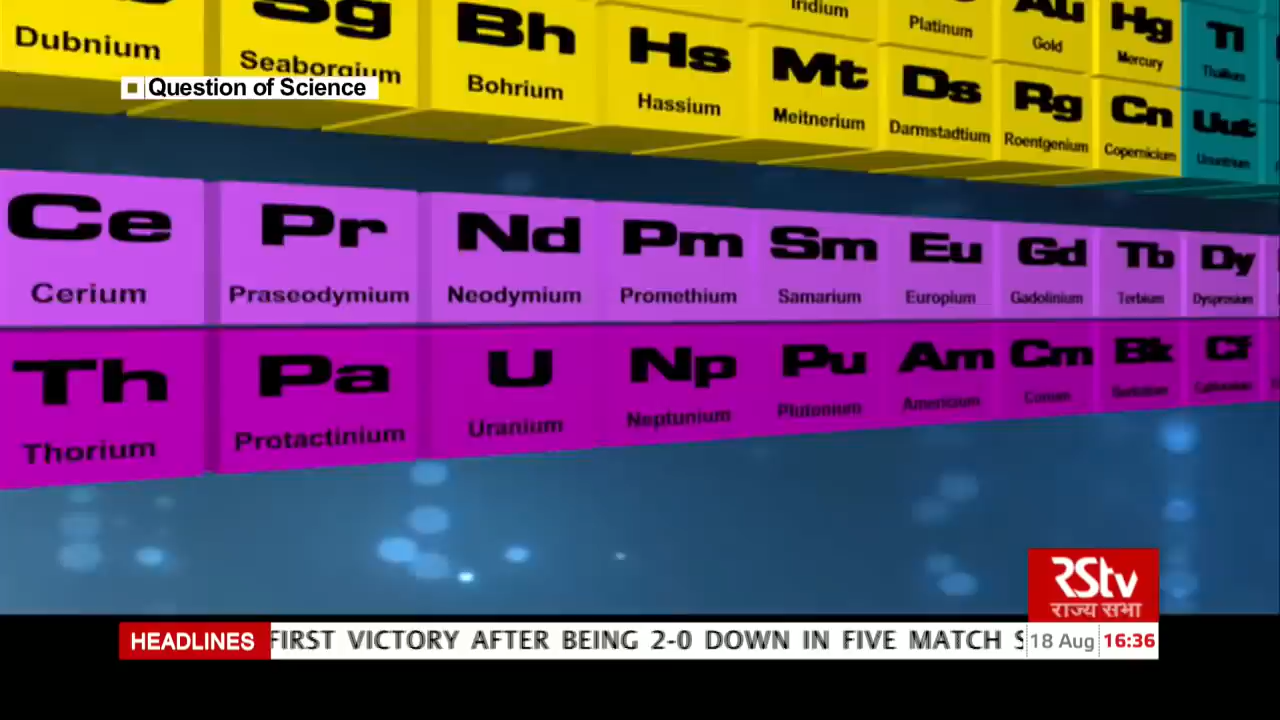 Dubnium
Sg
Seaborgium
Bh
Bohrium
Hs
Hassium
Iridium
Mt
Meitnerium
Platinum
Ds
Darmstadtium
Au
Gold
Rg
Roentgenium
Hg
Mercury
Cn
Copernicium
Tl
Thallium
Uut
Question of Science
Ce
Cerium
Pr
Praseodymium
Nd
Neodymium
Pm
Promethium
Sm
Samarium
Eu
Europium
Gd
Gadolinium
Tb
Terbium
Dy
Dysprosium
Th
Thorium
Pa
Protactinium
U
Uranium
Np
Neptunium
Pu
Plutonium
Am
Americium
Cm
Curium
Bk
Cf
RStv
राज्य सभा
HEADLINES FIRST VICTORY AFTER BEING 2-0 DOWN IN FIVE MATCH S 18 Aug 16:36